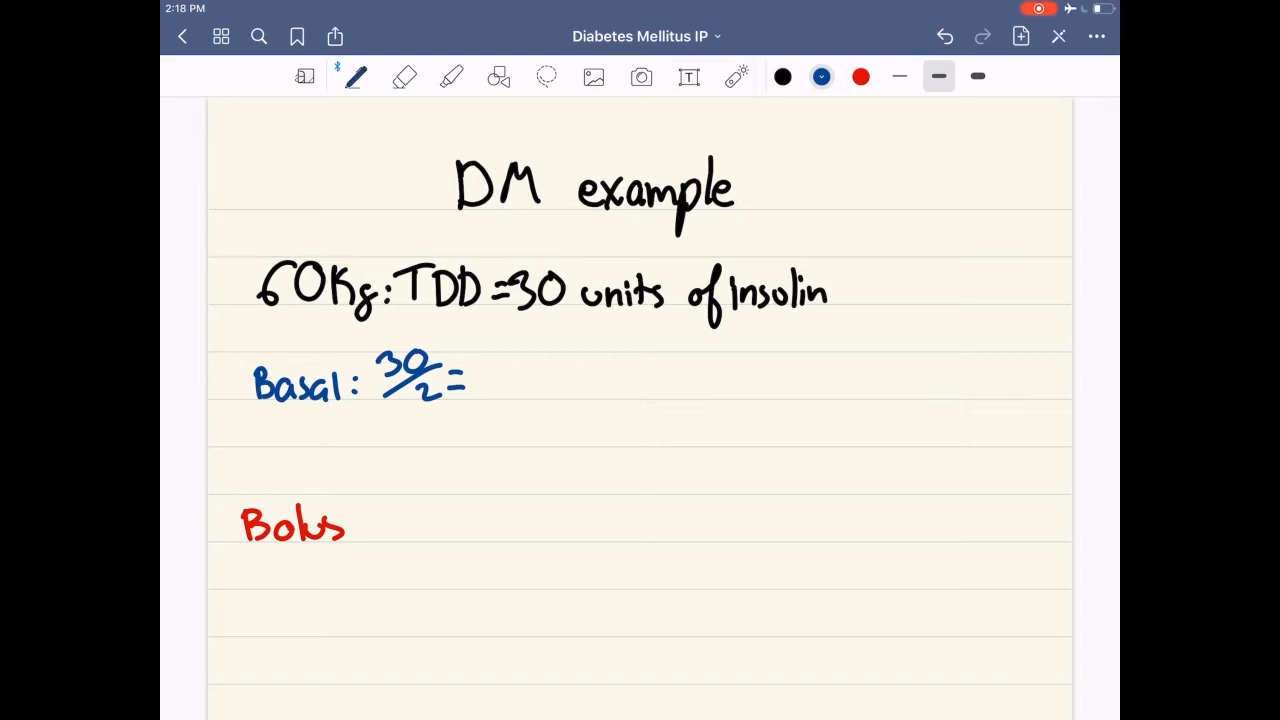 2:18 PM
Diabetes Mellitus IP
T
DM example
60Kg: TDD=30 units of Insulin
Basal: 30/2=
Bolus